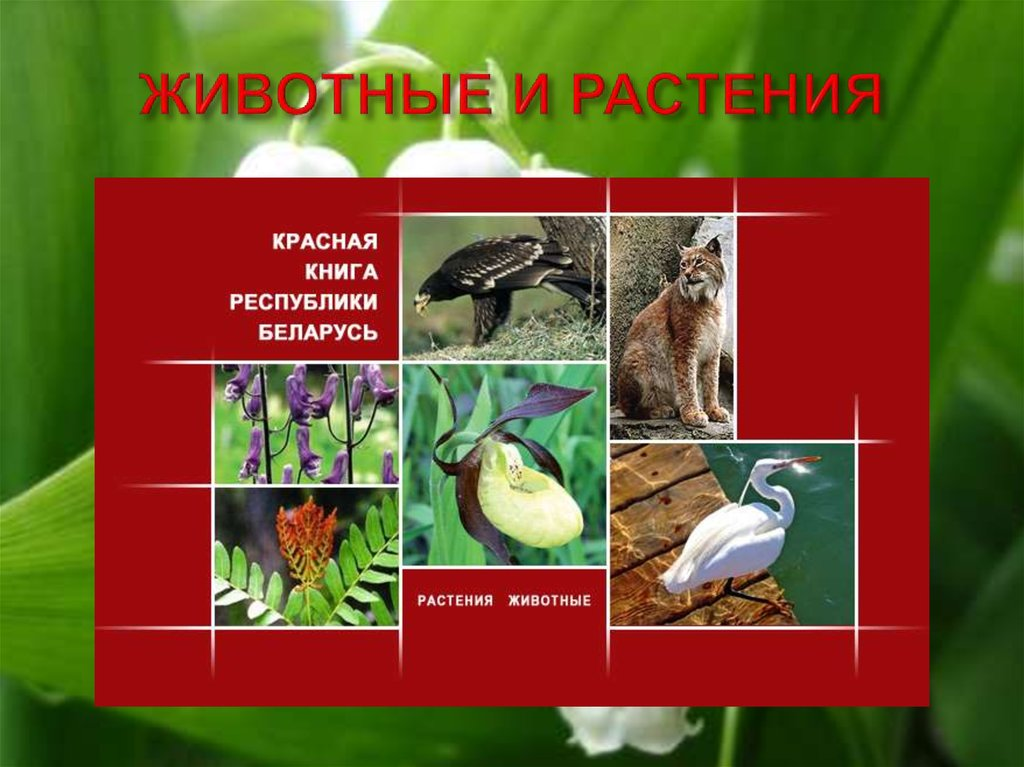 ЖИВОТНЫЕ И РАСТЕНИЯ
КРАСНАЯ
КНИГА
РЕСПУБЛИКИ
БЕЛАРУСЬ
РАСТЕНИЯ ЖИВОТНЫЕ